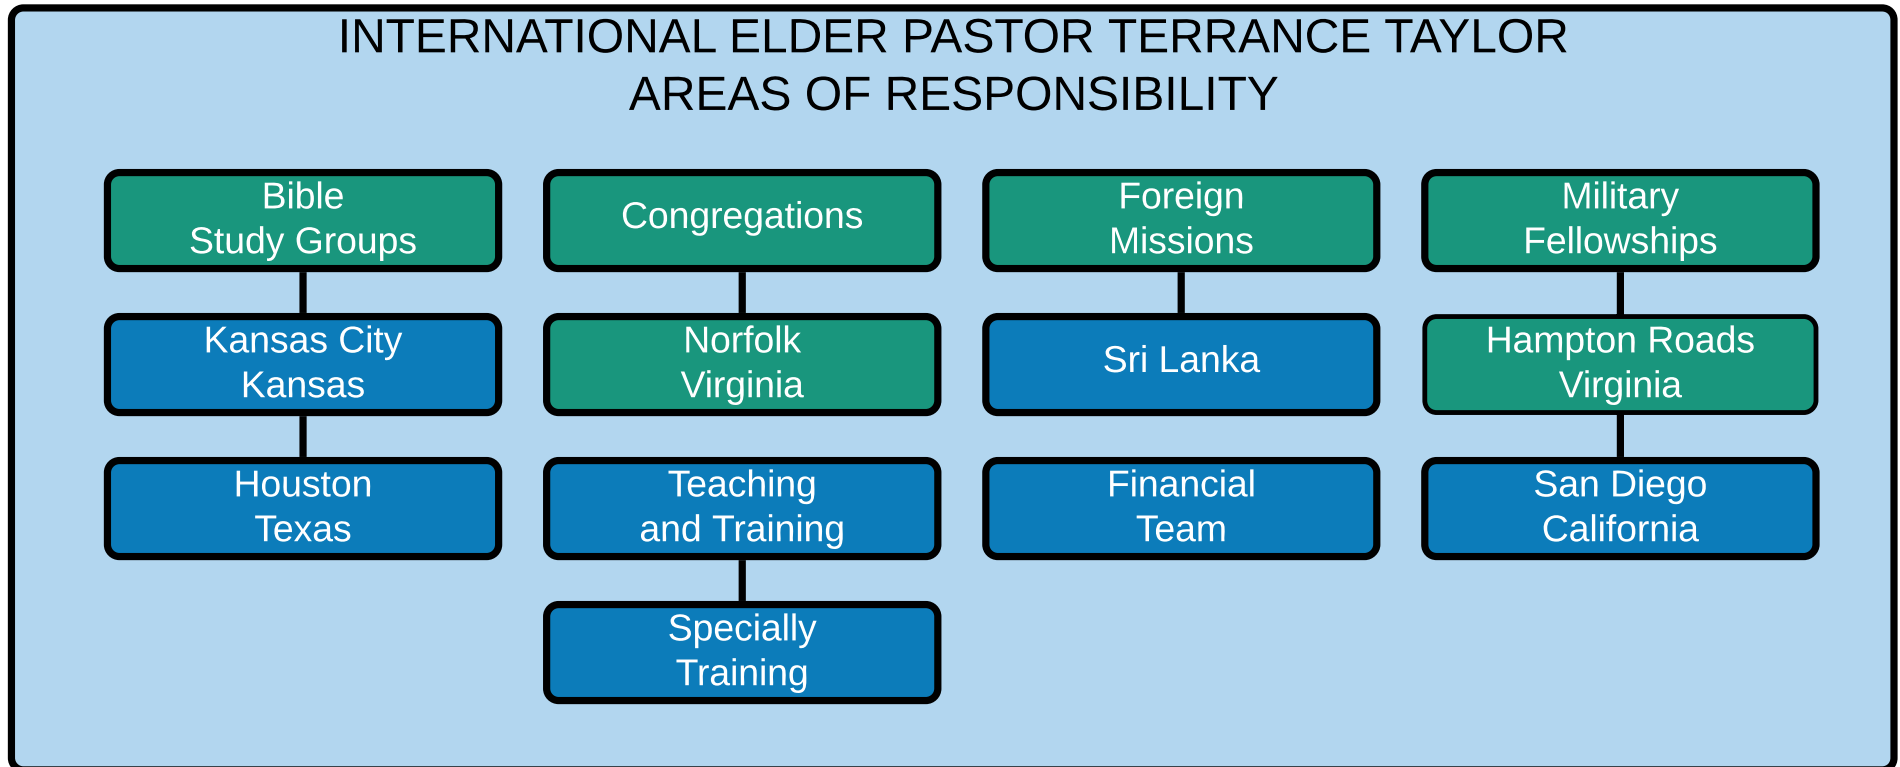 INTERNATIONAL ELDER PASTOR TERRANCE TAYLOR
AREAS OF RESPONSIBILITY
Bible
Study Groups
Congregations
Foreign
Missions
Military
Fellowships
Kansas City
Kansas
Norfolk
Virginia
Sri Lanka
Hampton Roads
Virginia
Houston
Texas
Teaching
and Training
Financial
Team
San Diego
California
Specially
Training